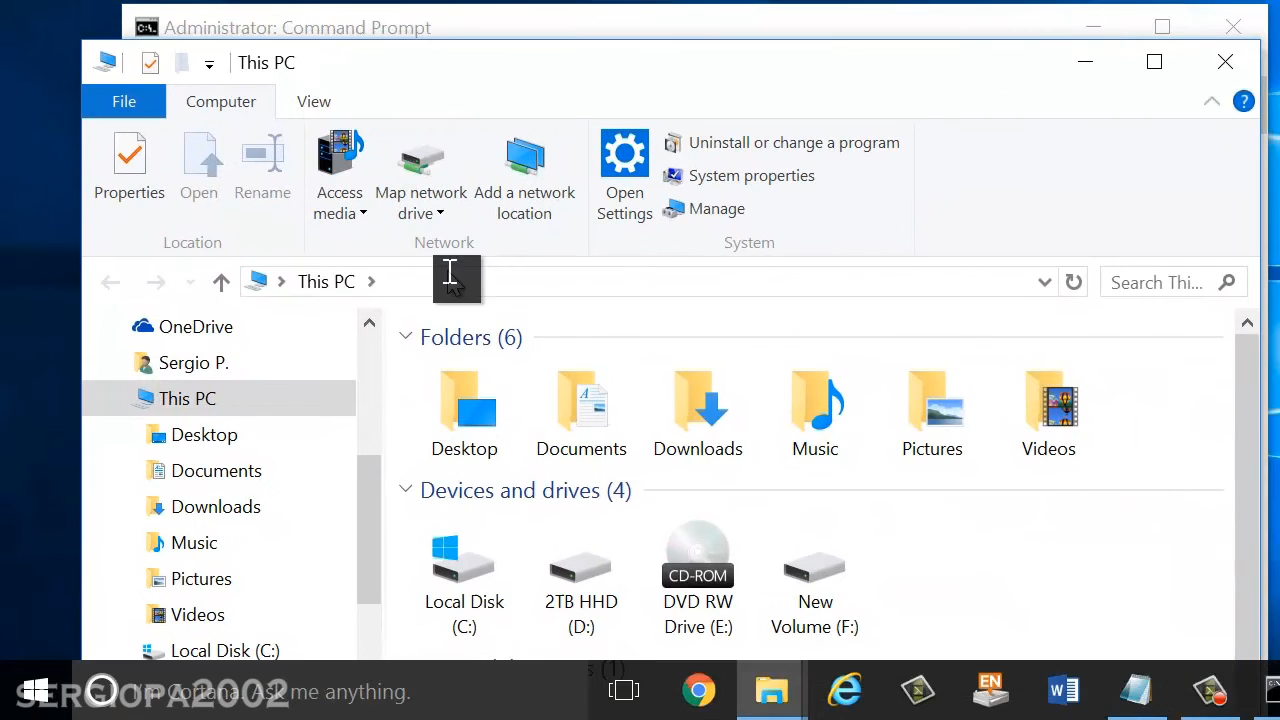 Administrator: Command Prompt
This PC
File
Computer
View
Properties
Open
Rename
Access media
Map network drive
Add a network location
Open Settings
Uninstall or change a program
System properties
Manage
Location
Network
System
This PC
Search Thi...
OneDrive
Sergio P.
This PC
Desktop
Documents
Downloads
Music
Pictures
Videos
Local Disk (C:)
Folders (6)
Desktop
Documents
Downloads
Music
Pictures
Videos
Devices and drives (4)
CD-ROM
Local Disk (C:)
2TB HHD (D:)
DVD RW Drive (E:)
New Volume (F:)
(1)
I'm Cortana. Ask me anything.
SERGIOPA2002
EN